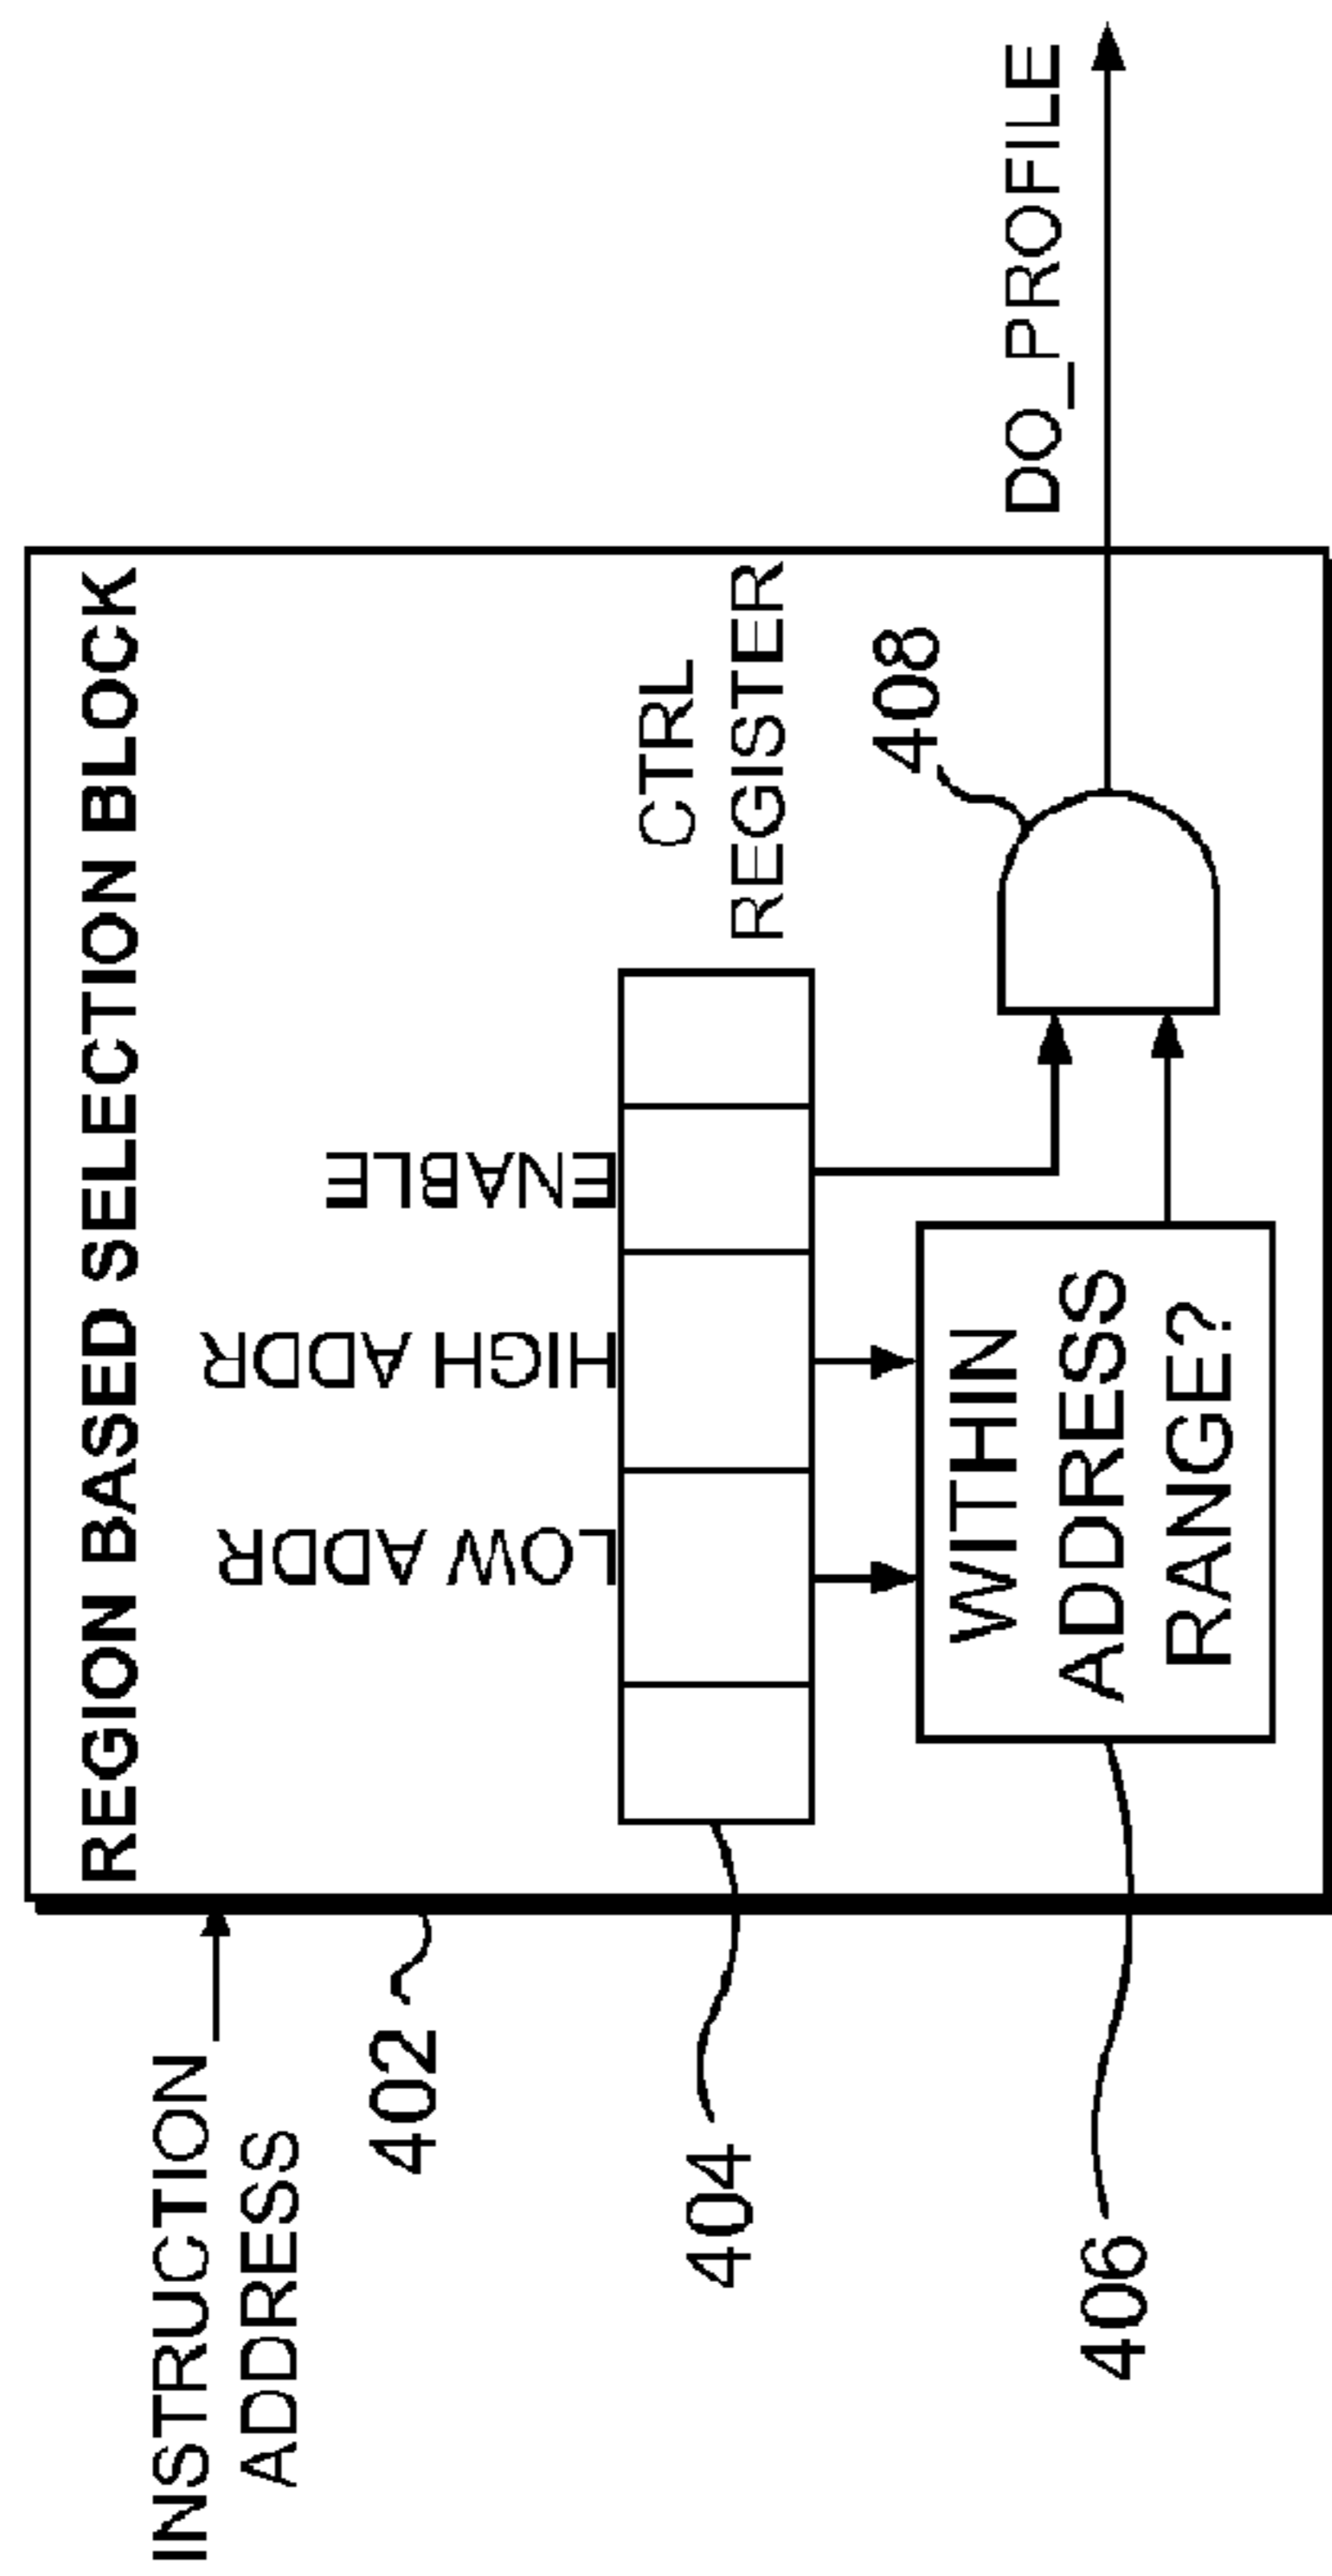 REGION BASED SELECTION BLOCK
INSTRUCTION
ADDRESS
402
LOW ADDR
HIGH ADDR
ENABLE
CTRL
REGISTER
404
WITHIN
ADDRESS
RANGE?
406
408
DO_PROFILE